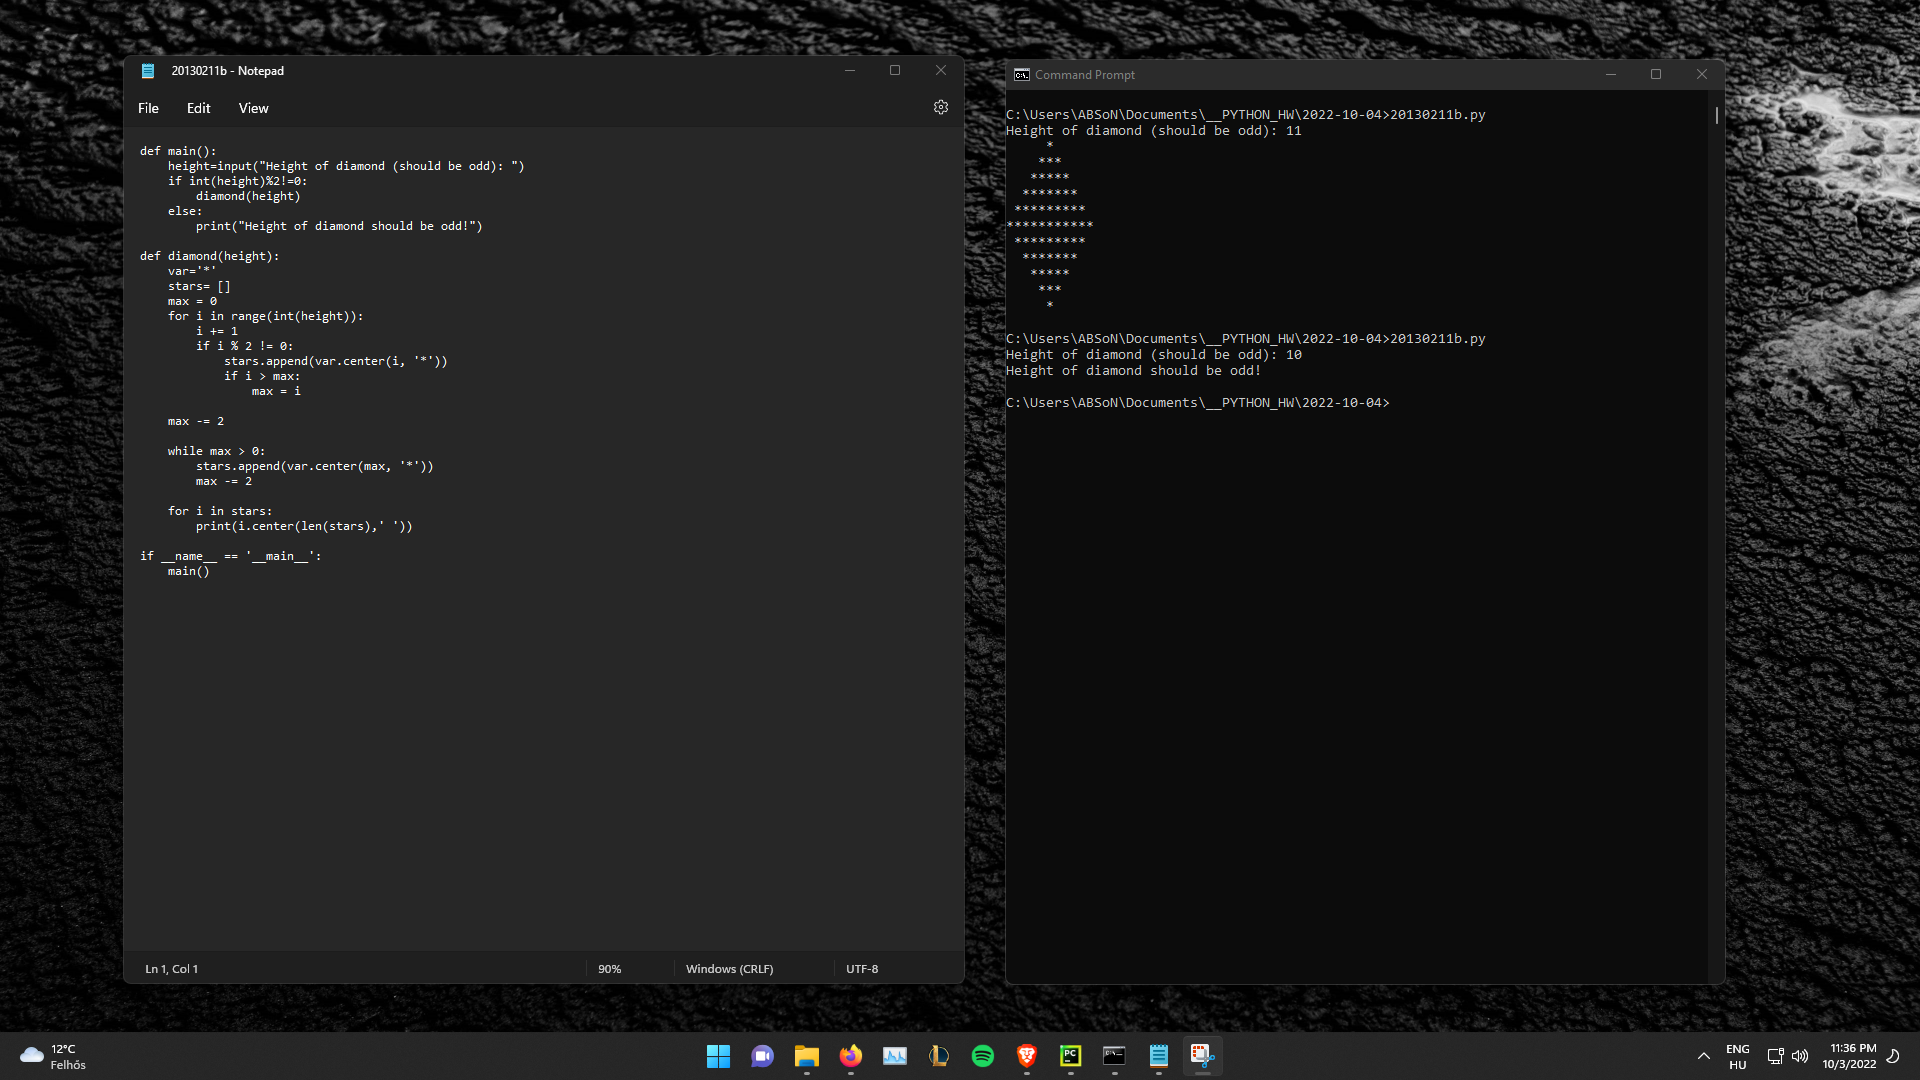 20130211b - Notepad
File Edit View
def main():
    height=input("Height of diamond (should be odd): ")
    if int(height)%2!=0:
        diamond(height)
    else:
        print("Height of diamond should be odd!")

def diamond(height):
    var='*'
    stars= []
    max = 0
    for i in range(int(height)):
        i += 1
        if i % 2 != 0:
            stars.append(var.center(i, '*'))
            if i > max:
                max = i

    max -= 2

    while max > 0:
        stars.append(var.center(max, '*'))
        max -= 2

    for i in stars:
        print(i.center(len(stars),' '))

if __name__ == '__main__':
    main()
Ln 1, Col 1 90% Windows (CRLF) UTF-8
Command Prompt
C:\Users\ABSoN\Documents\__PYTHON_HW\2022-10-04>20130211b.py
Height of diamond (should be odd): 11
     *
    ***
   *****
  *******
 *********
***********
 *********
  *******
   *****
    ***
     *

C:\Users\ABSoN\Documents\__PYTHON_HW\2022-10-04>20130211b.py
Height of diamond (should be odd): 10
Height of diamond should be odd!

C:\Users\ABSoN\Documents\__PYTHON_HW\2022-10-04>
12°C
Felhős
PC
C:\.
ENG
HU
11:36 PM
10/3/2022